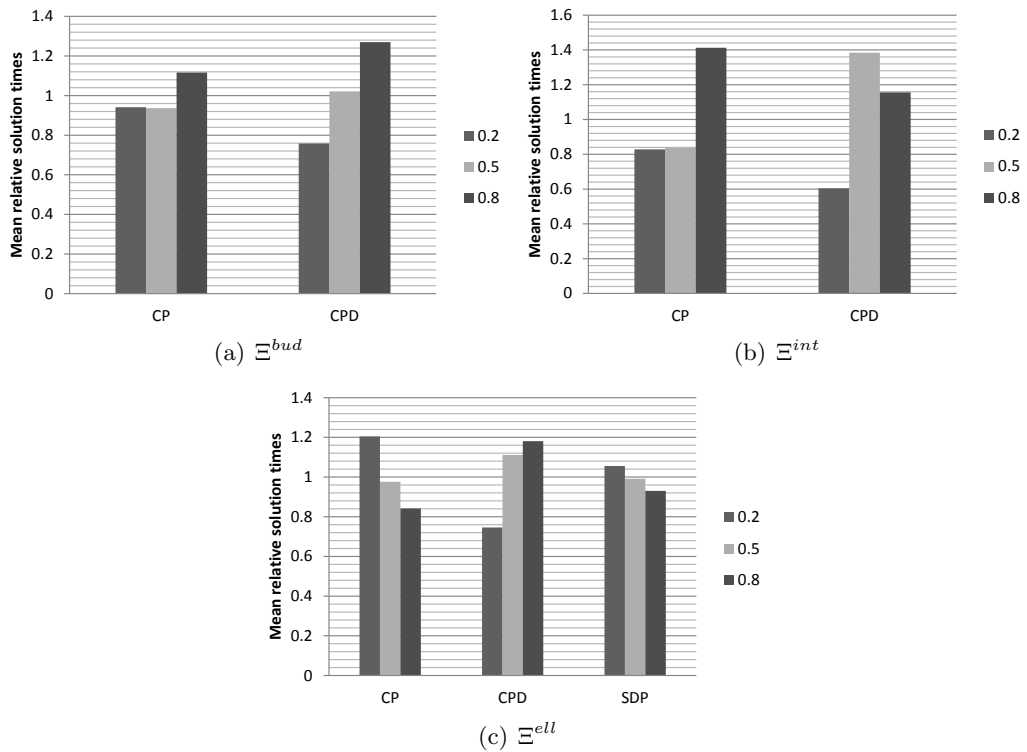 Mean relative solution times
1.4
1.2
1
0.8
0.6
0.4
0.2
0
CP
CPD
0.2
0.5
0.8
(a) Ξ^{bud}
Mean relative solution times
1.6
1.4
1.2
1
0.8
0.6
0.4
0.2
0
CP
CPD
0.2
0.5
0.8
(b) Ξ^{int}
Mean relative solution times
1.4
1.2
1
0.8
0.6
0.4
0.2
0
CP
CPD
SDP
0.2
0.5
0.8
(c) Ξ^{ell}